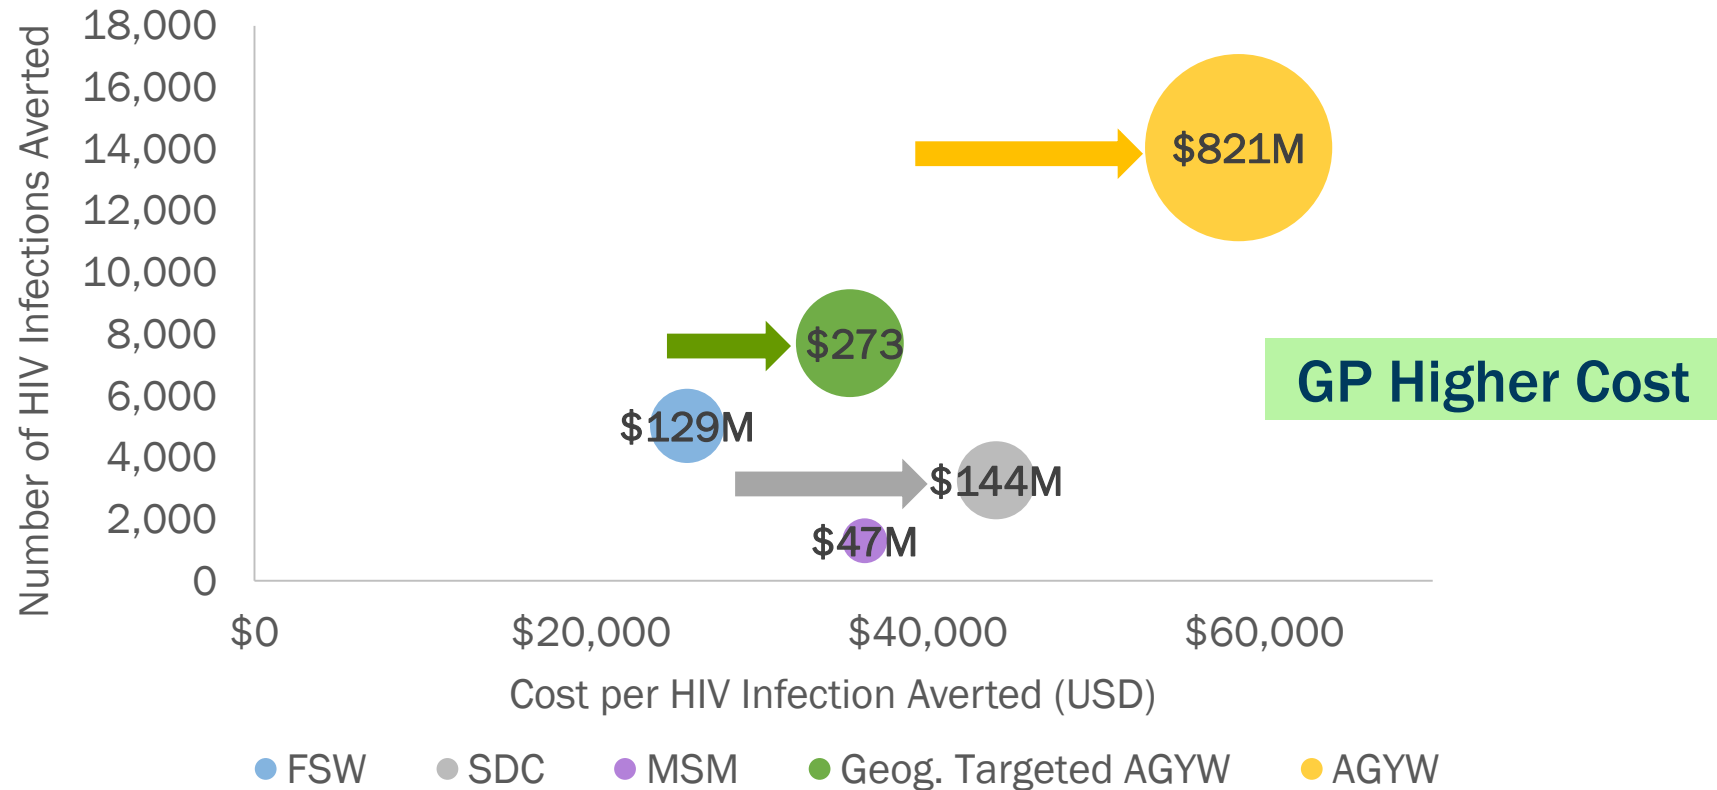 Number of HIV Infections Averted
18,000
16,000
14,000
12,000
10,000
8,000
6,000
4,000
2,000
0
$821M
$273
$129M
$144M
$47M
GP Higher Cost
$0 $20,000 $40,000 $60,000
Cost per HIV Infection Averted (USD)
FSW SDC MSM Geog. Targeted AGYW AGYW